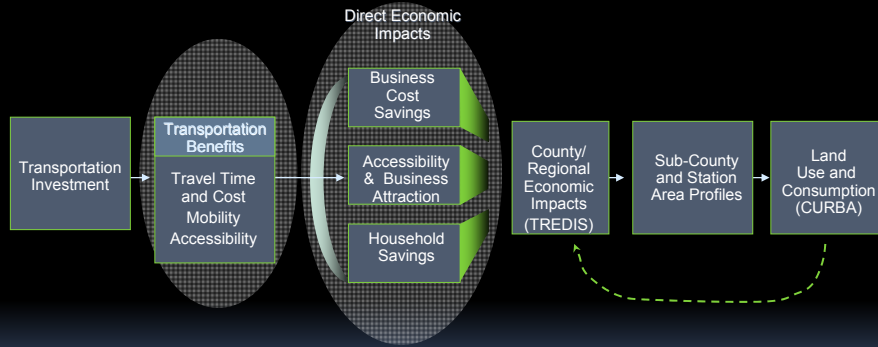 Direct Economic
Impacts
Transportation
Investment
Transportation
Benefits
Travel Time
and Cost
Mobility
Accessibility
Business
Cost
Savings
Accessibility
& Business
Attraction
Household
Savings
County/
Regional
Economic
Impacts
(TREDIS)
Sub-County
and Station
Area Profiles
Land
Use and
Consumption
(CURBA)